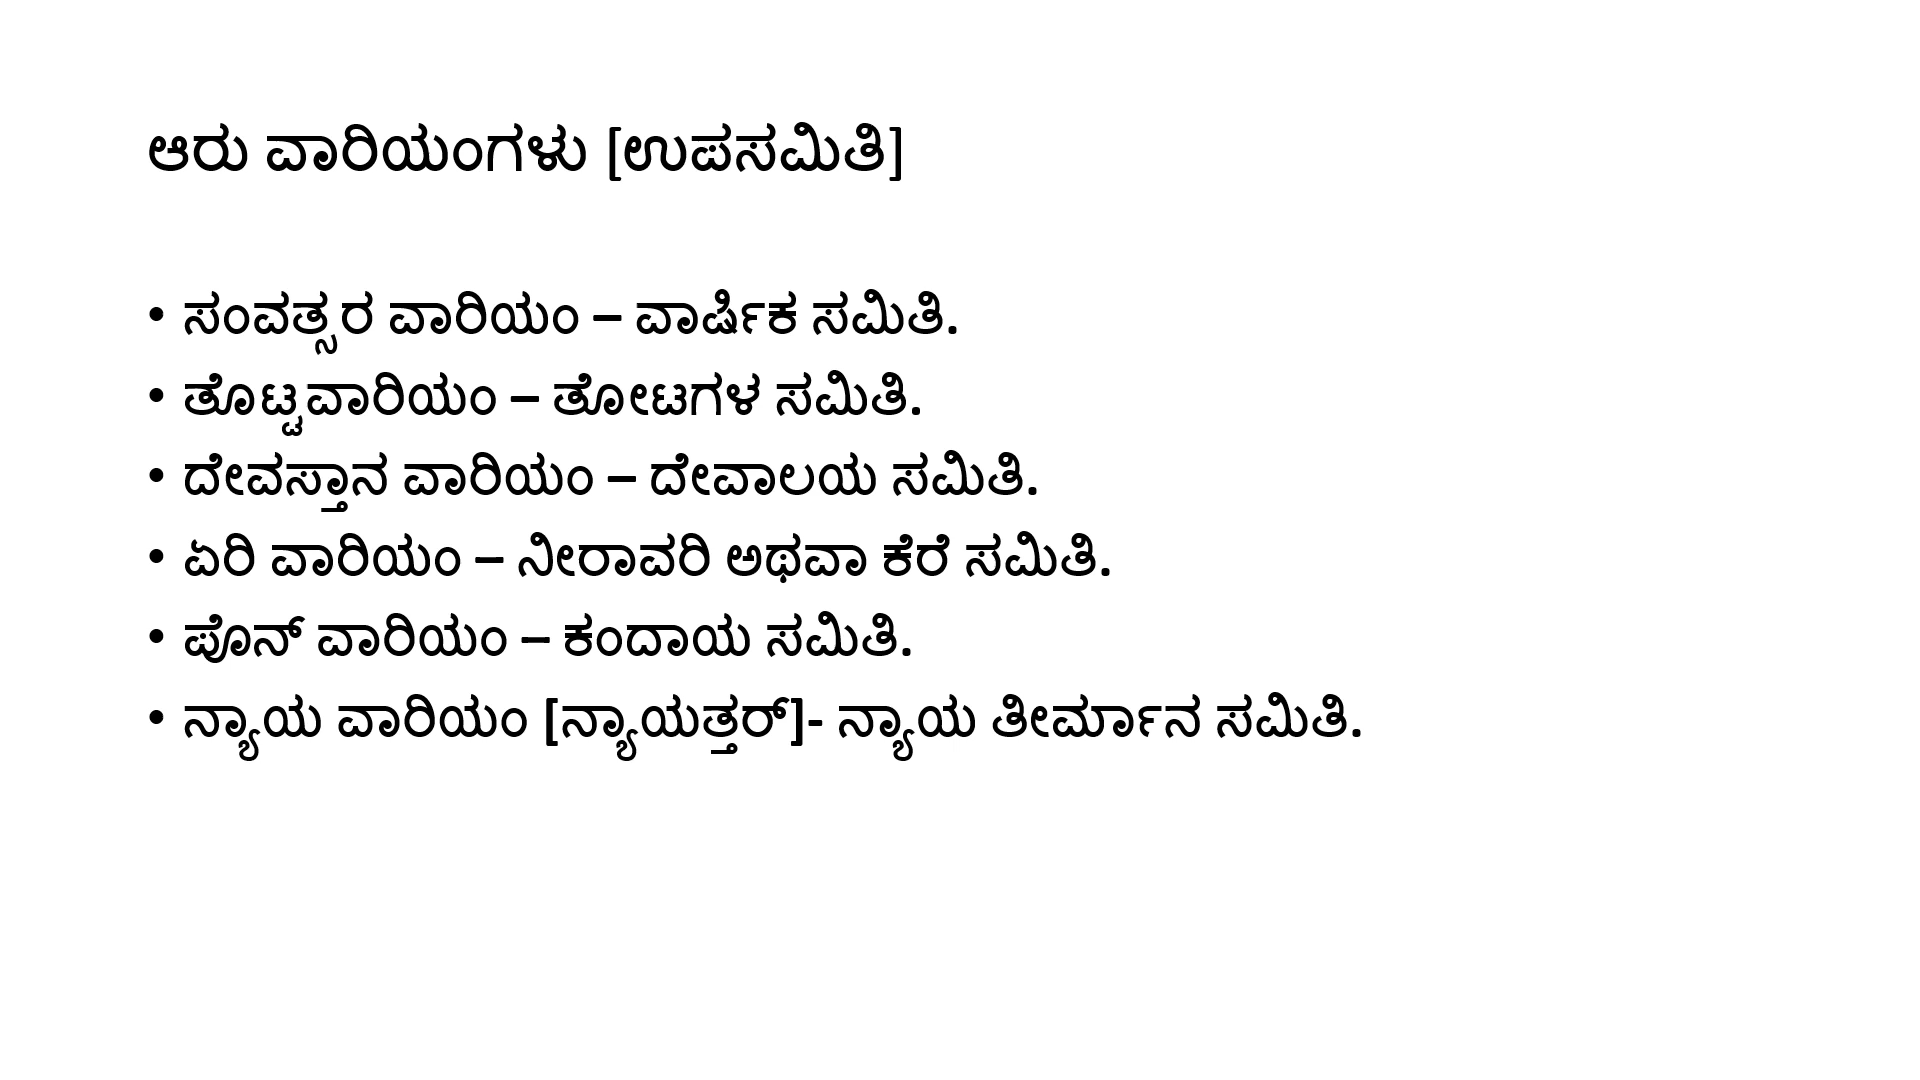 ಆರು ವಾರಿಯಂಗಳು [ಉಪಸಮಿತಿ]
• ಸಂವತ್ಸರ ವಾರಿಯಂ – ವಾರ್ಷಿಕ ಸಮಿತಿ.
• ತೊಟ್ಟವಾರಿಯಂ – ತೋಟಗಳ ಸಮಿತಿ.
• ದೇವಸ್ತಾನ ವಾರಿಯಂ – ದೇವಾಲಯ ಸಮಿತಿ.
• ಏರಿ ವಾರಿಯಂ – ನೀರಾವರಿ ಅಥವಾ ಕೆರೆ ಸಮಿತಿ.
• ಪೊನ್ ವಾರಿಯಂ – ಕಂದಾಯ ಸಮಿತಿ.
• ನ್ಯಾಯ ವಾರಿಯಂ [ನ್ಯಾಯತ್ತರ್]- ನ್ಯಾಯ ತೀರ್ಮಾನ ಸಮಿತಿ.